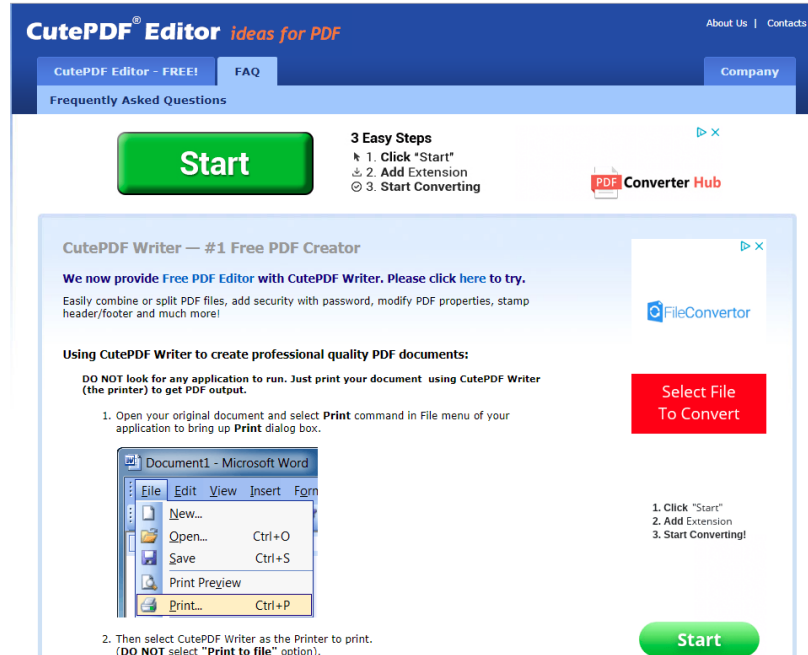 CutePDF® Editor ideas for PDF
About Us | Contacts
CutePDF Editor - FREE!
FAQ
Company
Frequently Asked Questions
Start
3 Easy Steps
1. Click "Start"
2. Add Extension
3. Start Converting
PDF Converter Hub
CutePDF Writer — #1 Free PDF Creator
We now provide Free PDF Editor with CutePDF Writer. Please click here to try.
Easily combine or split PDF files, add security with password, modify PDF properties, stamp
header/footer and much more!
Using CutePDF Writer to create professional quality PDF documents:
DO NOT look for any application to run. Just print your document using CutePDF Writer
(the printer) to get PDF output.
1. Open your original document and select Print command in File menu of your
application to bring up Print dialog box.
Document1 - Microsoft Word
File Edit View Insert Forn
New...
Open... Ctrl+O
Save Ctrl+S
Print Preview
Print... Ctrl+P
2. Then select CutePDF Writer as the Printer to print.
(DO NOT select "Print to file" option).
FileConvertor
Select File
To Convert
1. Click "Start"
2. Add Extension
3. Start Converting!
Start